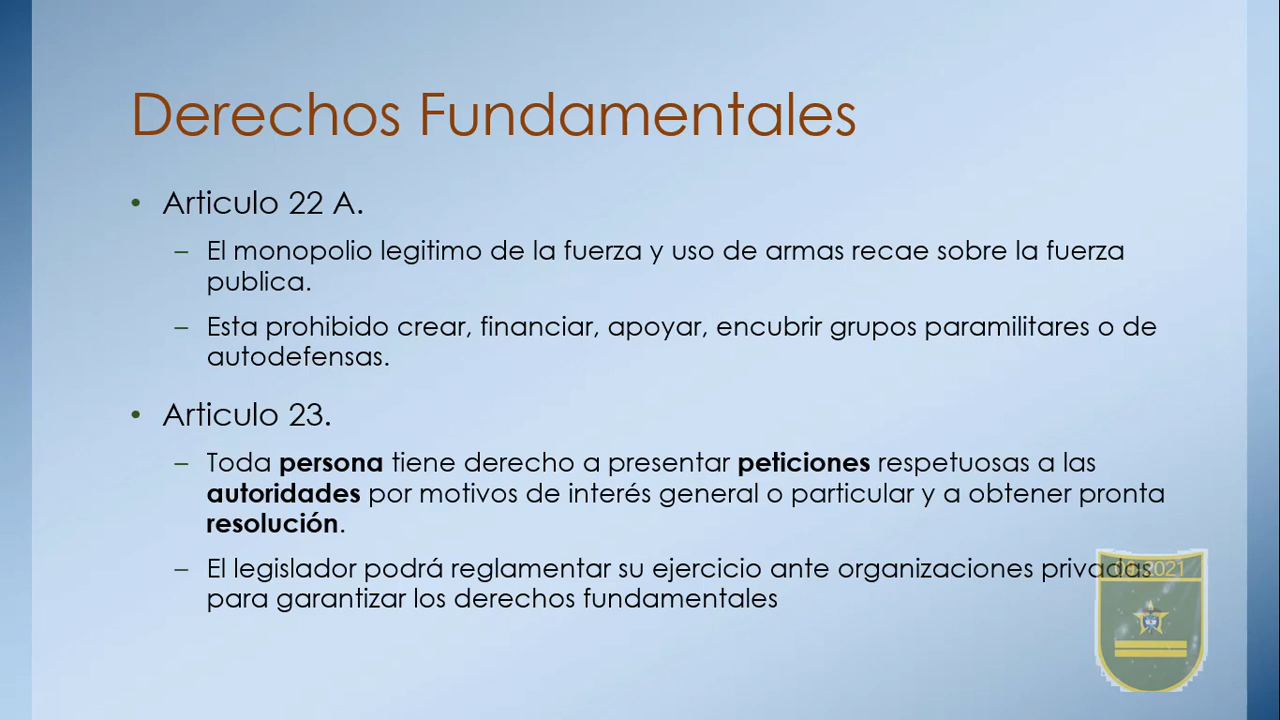 Derechos Fundamentales
• Articulo 22 A.
– El monopolio legitimo de la fuerza y uso de armas recae sobre la fuerza
publica.
– Esta prohibido crear, financiar, apoyar, encubrir grupos paramilitares o de
autodefensas.
• Articulo 23.
– Toda persona tiene derecho a presentar peticiones respetuosas a las
autoridades por motivos de interés general o particular y a obtener pronta
resolución.
– El legislador podrá reglamentar su ejercicio ante organizaciones privadas
para garantizar los derechos fundamentales
2021